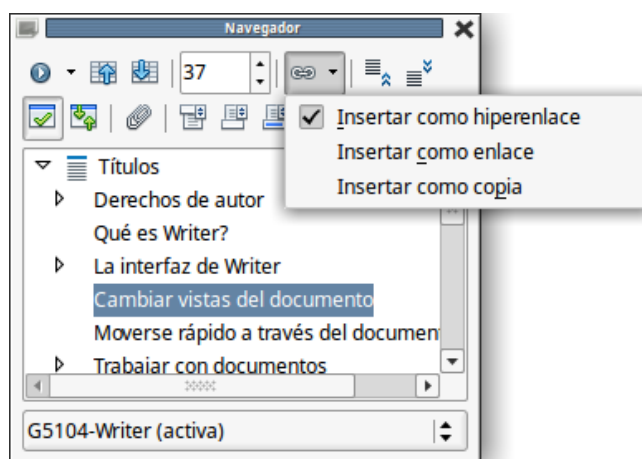 Navegador
37
Insertar como hiperenlace
Insertar como enlace
Insertar como copia
Títulos
Derechos de autor
Qué es Writer?
La interfaz de Writer
Cambiar vistas del documento
Moverse rápido a través del documen
Trabajar con documentos
G5104-Writer (activa)